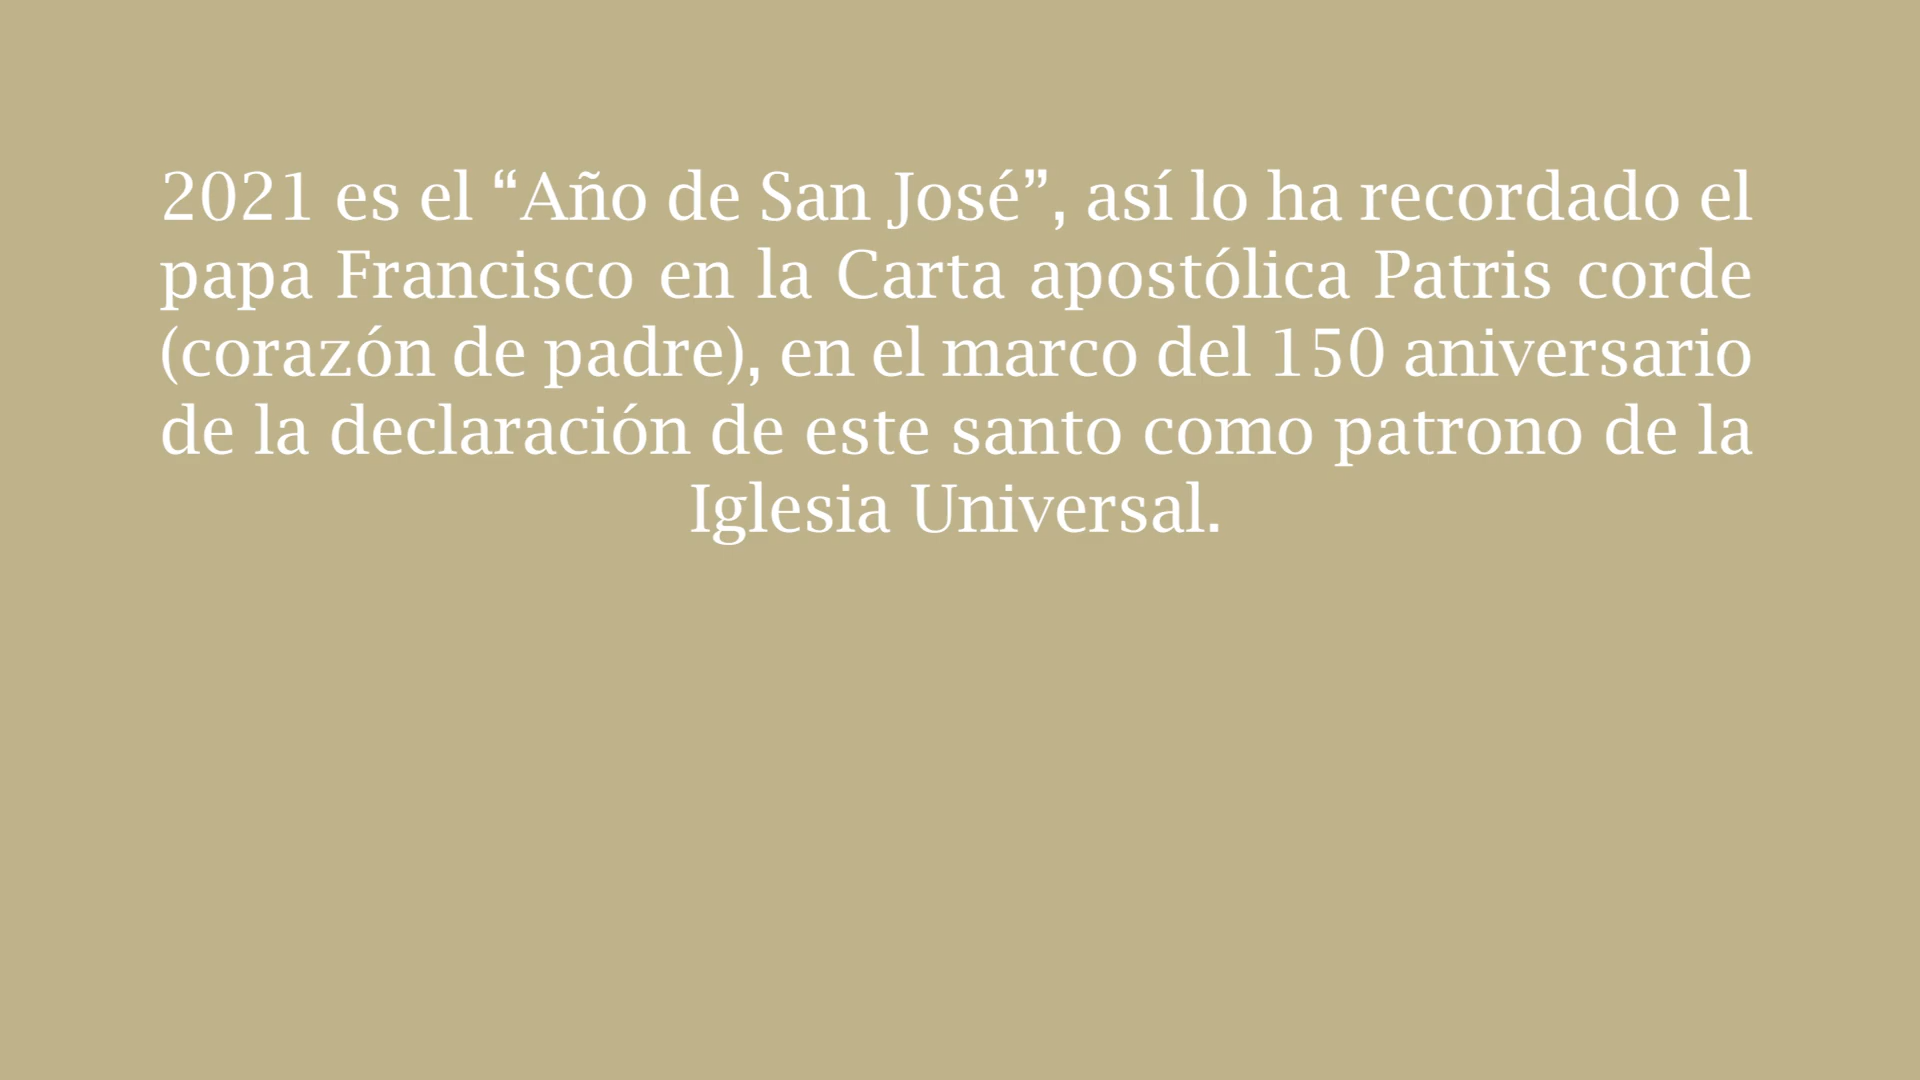 2021 es el “Año de San José”, así lo ha recordado el
papa Francisco en la Carta apostólica Patris corde
(corazón de padre), en el marco del 150 aniversario
de la declaración de este santo como patrono de la
Iglesia Universal.